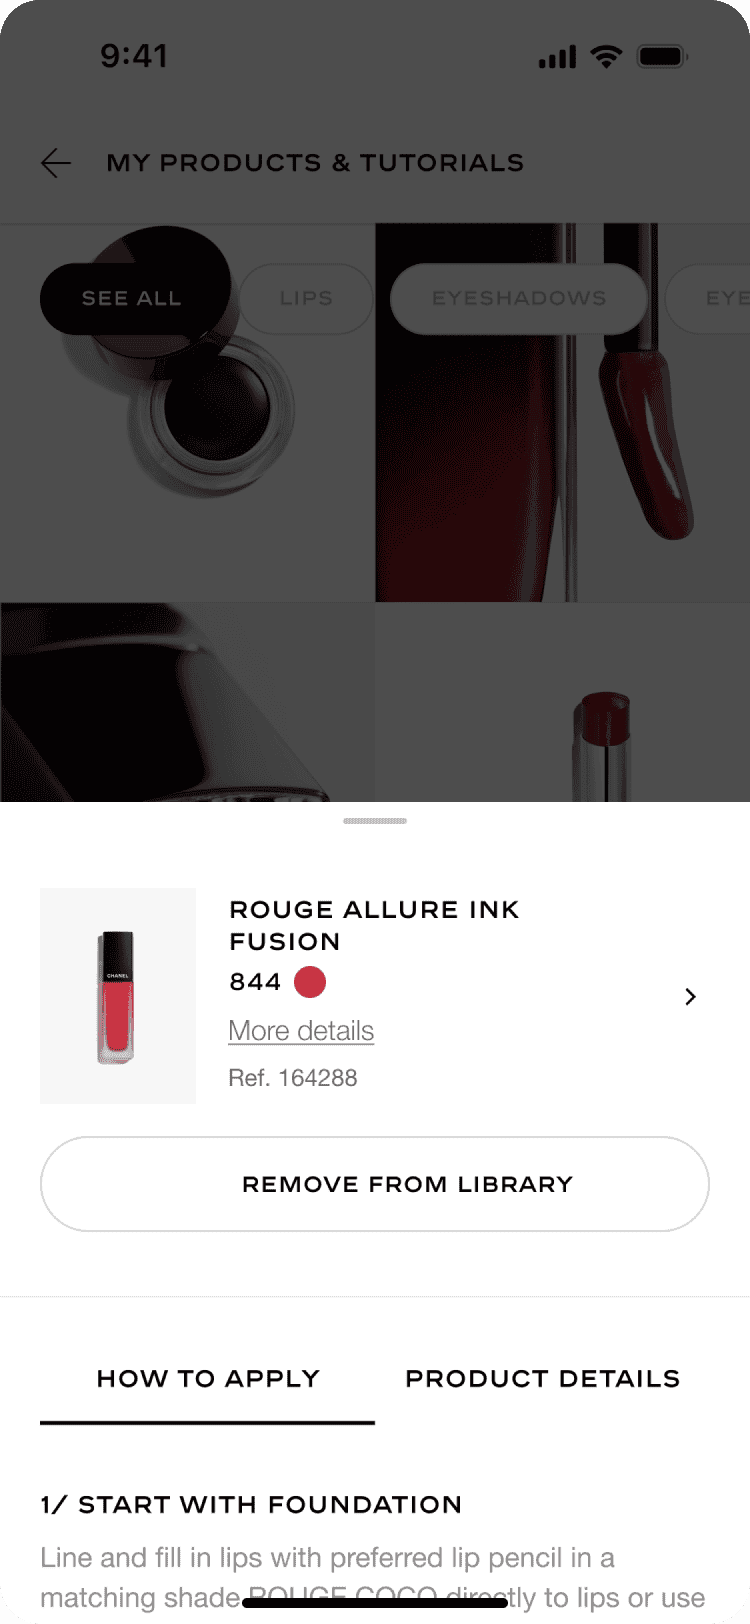 9:41
MY PRODUCTS & TUTORIALS
SEE ALL
LIPS
EYESHADOWS
EYE
CHANEL
ROUGE ALLURE INK
FUSION
844
More details
Ref. 164288
REMOVE FROM LIBRARY
HOW TO APPLY
PRODUCT DETAILS
1/ START WITH FOUNDATION
Line and fill in lips with preferred lip pencil in a
matching shade ROUGE COCO directly to lips or use